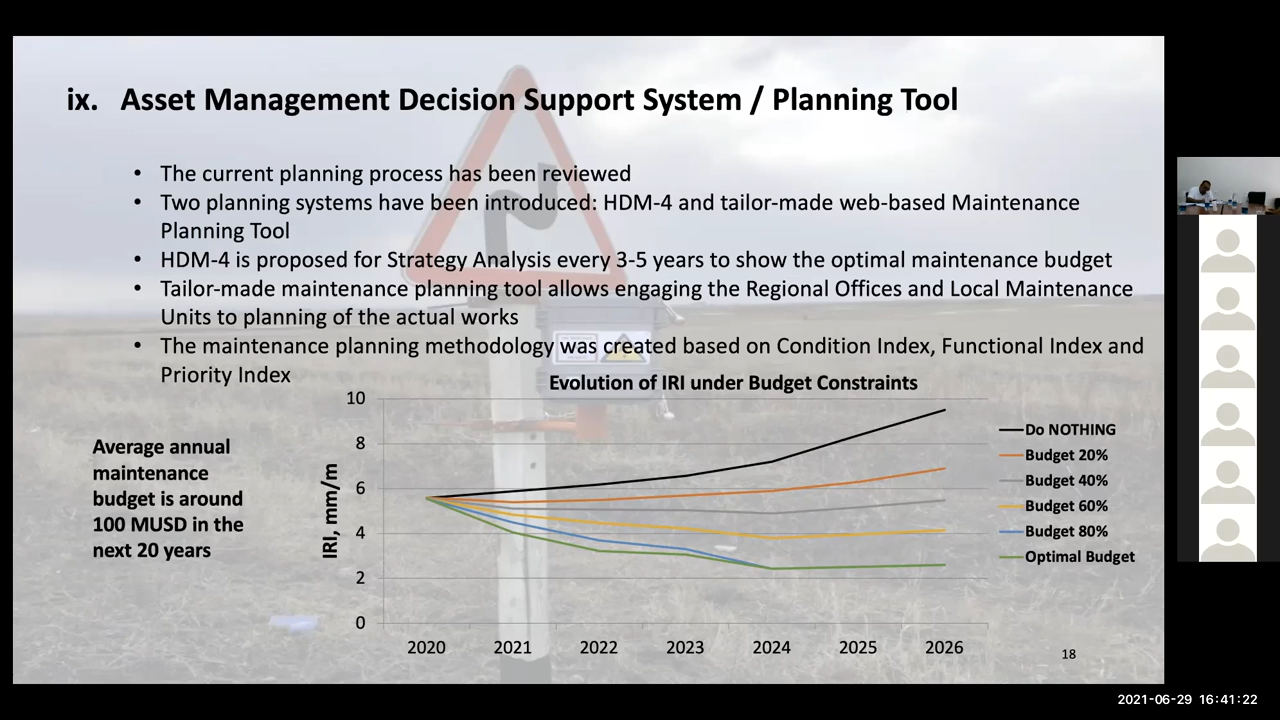 ix. Asset Management Decision Support System / Planning Tool
• The current planning process has been reviewed
• Two planning systems have been introduced: HDM-4 and tailor-made web-based Maintenance
Planning Tool
• HDM-4 is proposed for Strategy Analysis every 3-5 years to show the optimal maintenance budget
• Tailor-made maintenance planning tool allows engaging the Regional Offices and Local Maintenance
Units to planning of the actual works
• The maintenance planning methodology was created based on Condition Index, Functional Index and
Priority Index
Average annual
maintenance
budget is around
100 MUSD in the
next 20 years
Evolution of IRI under Budget Constraints
IRI, mm/m
10
8
6
4
2
0
2020 2021 2022 2023 2024 2025 2026
Do NOTHING
Budget 20%
Budget 40%
Budget 60%
Budget 80%
Optimal Budget
18
2021-06-29 16:41:22